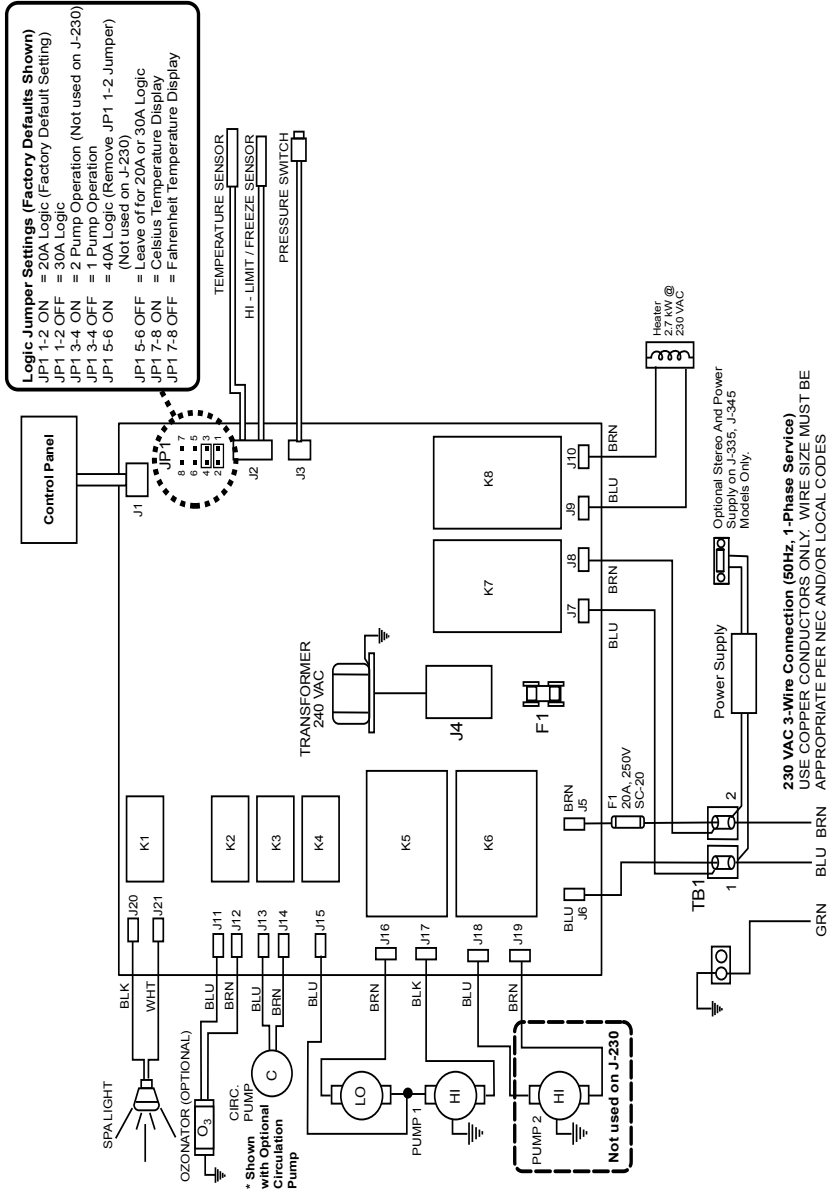 Logic Jumper Settings (Factory Defaults Shown)
JP1 1-2 ON = 20A Logic (Factory Default Setting)
JP1 1-2 OFF = 30A Logic
JP1 3-4 ON = 2 Pump Operation (Not used on J-230)
JP1 3-4 OFF = 1 Pump Operation
JP1 5-6 ON = 40A Logic (Remove JP1 1-2 Jumper)
(Not used on J-230)
JP1 5-6 OFF = Leave of for 20A or 30A Logic
JP1 7-8 ON = Celsius Temperature Display
JP1 7-8 OFF = Fahrenheit Temperature Display
Control Panel
J1
JP1
8 7
6 5
4 3
2 1
J2
J3
TEMPERATURE SENSOR
HI - LIMIT / FREEZE SENSOR
PRESSURE SWITCH
SPA LIGHT
BLK
WHT
J20
J21
K1
OZONATOR (OPTIONAL)
O3
BLU
BRN
J11
J12
K2
CIRC.
PUMP
C
* Shown
with Optional
Circulation
Pump
BLU
BRN
J13
J14
K3
BLU
J15
K4
TRANSFORMER
240 VAC
J4
F1
LO
HI
PUMP 1
BRN
BLK
J16
J17
K5
PUMP 2
HI
Not used on J-230
BLU
BRN
J18
J19
K6
K7
K8
BLU
J6
BRN
J5
F1
20A, 250V
SC-20
J7
BLU
J8
BRN
J9
BLU
J10
BRN
Heater
2.7 kW @
230 VAC
TB1
1
2
Power Supply
Optional Stereo And Power
Supply on J-335, J-345
Models Only.
GRN
BLU
BRN
230 VAC 3-Wire Connection (50Hz, 1-Phase Service)
USE COPPER CONDUCTORS ONLY. WIRE SIZE MUST BE
APPROPRIATE PER NEC AND/OR LOCAL CODES